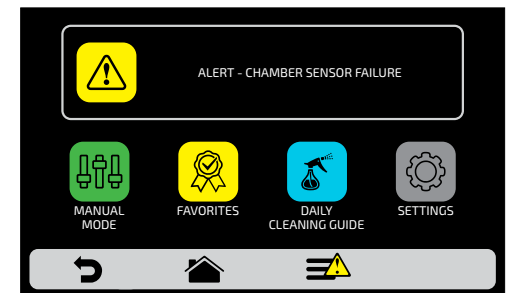 ALERT - CHAMBER SENSOR FAILURE
MANUAL
MODE
FAVORITES
DAILY
CLEANING GUIDE
SETTINGS